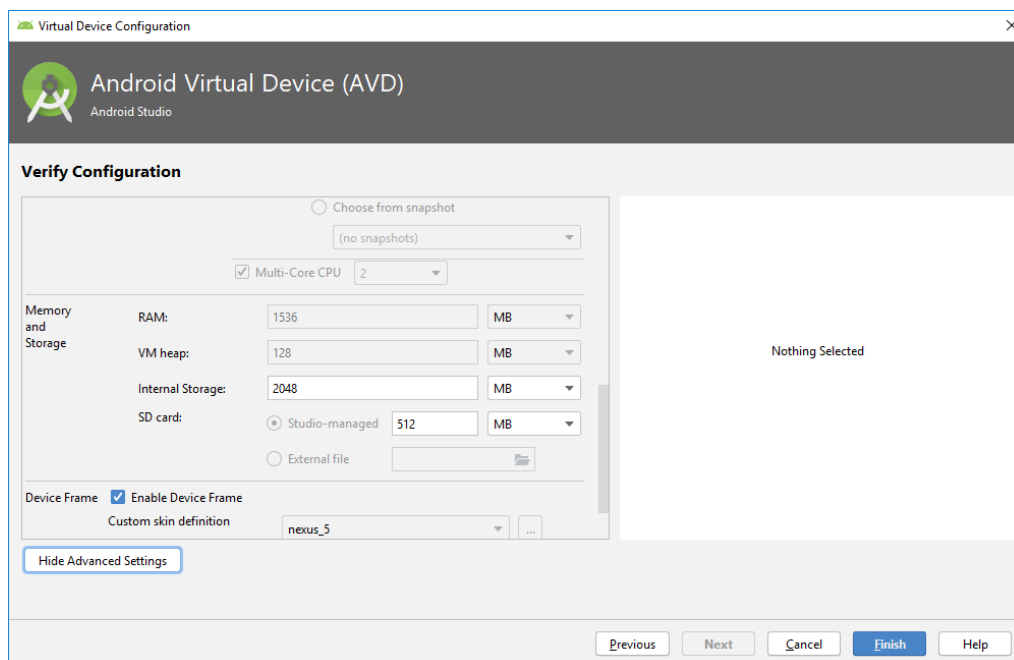 Virtual Device Configuration
Android Virtual Device (AVD)
Android Studio
Verify Configuration
Choose from snapshot
(no snapshots)
Multi-Core CPU 2
Memory and Storage
RAM: 1536 MB
VM heap: 128 MB
Internal Storage: 2048 MB
SD card:
Studio-managed 512 MB
External file
Device Frame Enable Device Frame
Custom skin definition nexus_5 ...
Nothing Selected
Hide Advanced Settings
Previous Next Cancel Finish Help